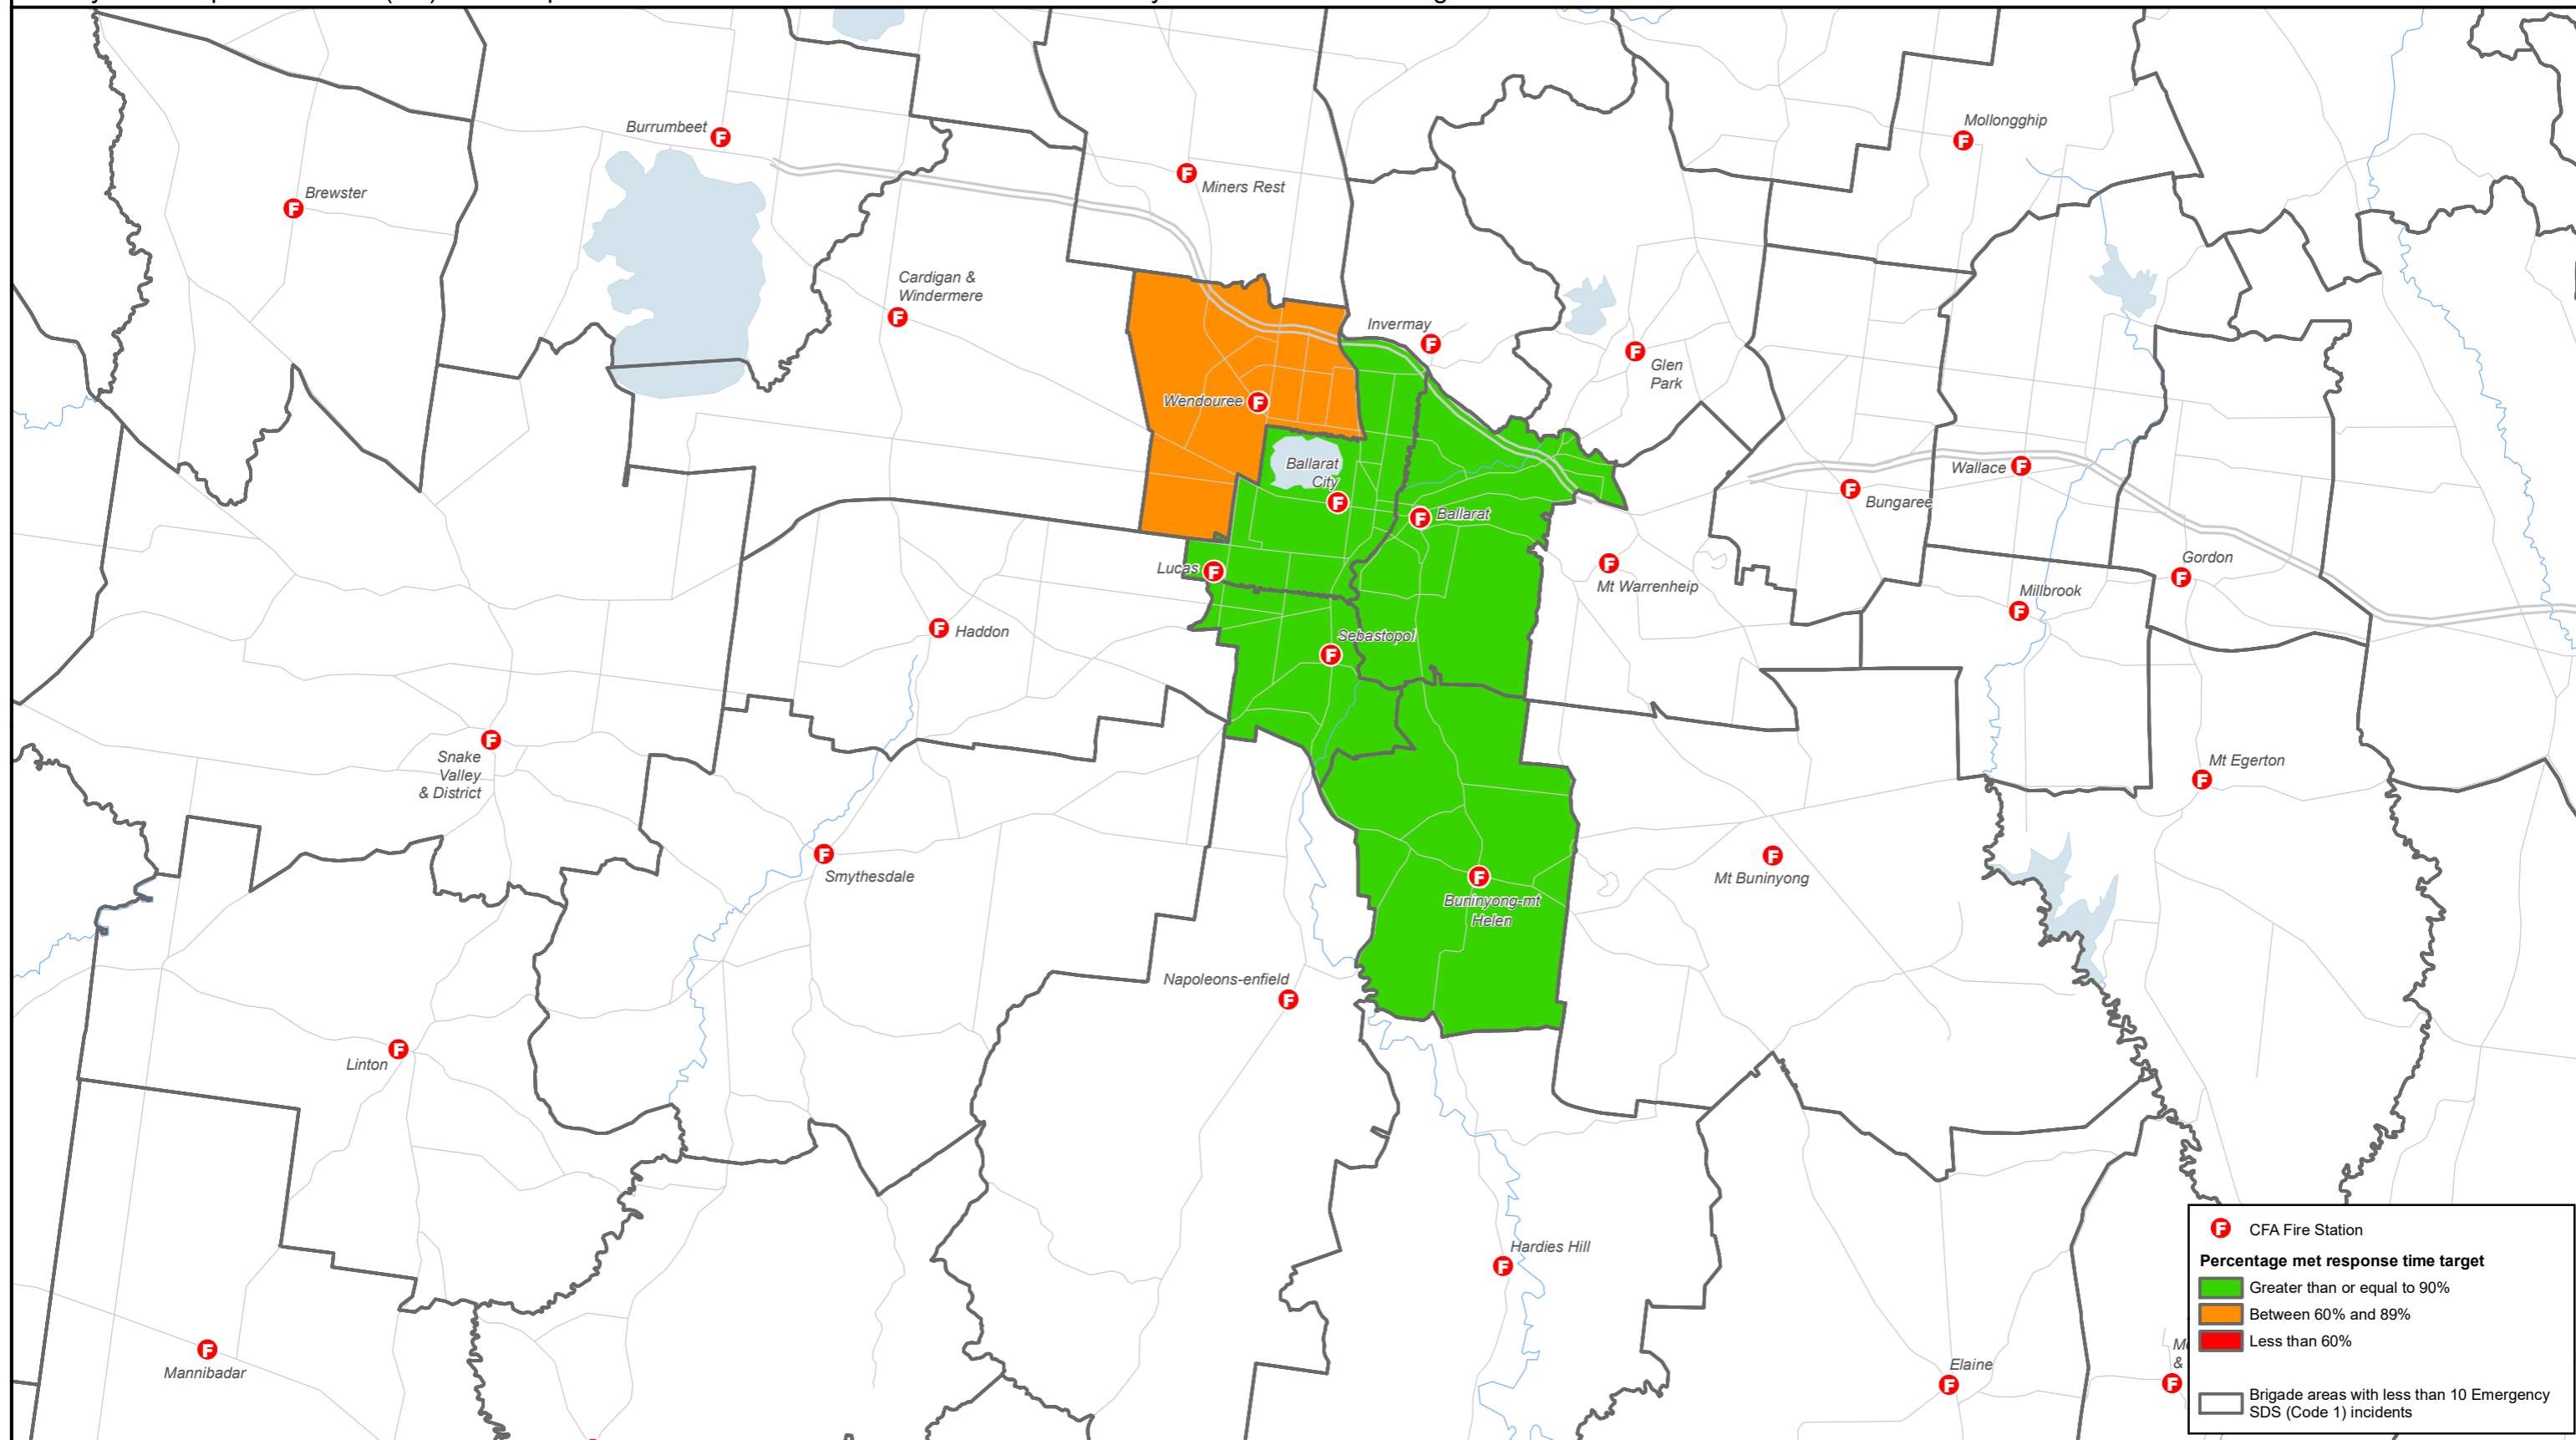 Burrumbeet
Mollongghip
Brewster
Miners Rest
Cardigan &
Windermere
Invermay
Glen
Park
Wendouree
Ballarat
City
Wallace
Bungaree
Ballarat
Gordon
Lucas
Mt Warrenheip
Millbrook
Haddon
Sebastopol
Snake
Valley
& District
Mt Egerton
Smythesdale
Mt Buninyong
Buninyong-mt
Helen
Napoleons-enfield
Linton
Hardies Hill
Mannibadar
Elaine
&
F CFA Fire Station
Percentage met response time target
Greater than or equal to 90%
Between 60% and 89%
Less than 60%
Brigade areas with less than 10 Emergency
SDS (Code 1) incidents